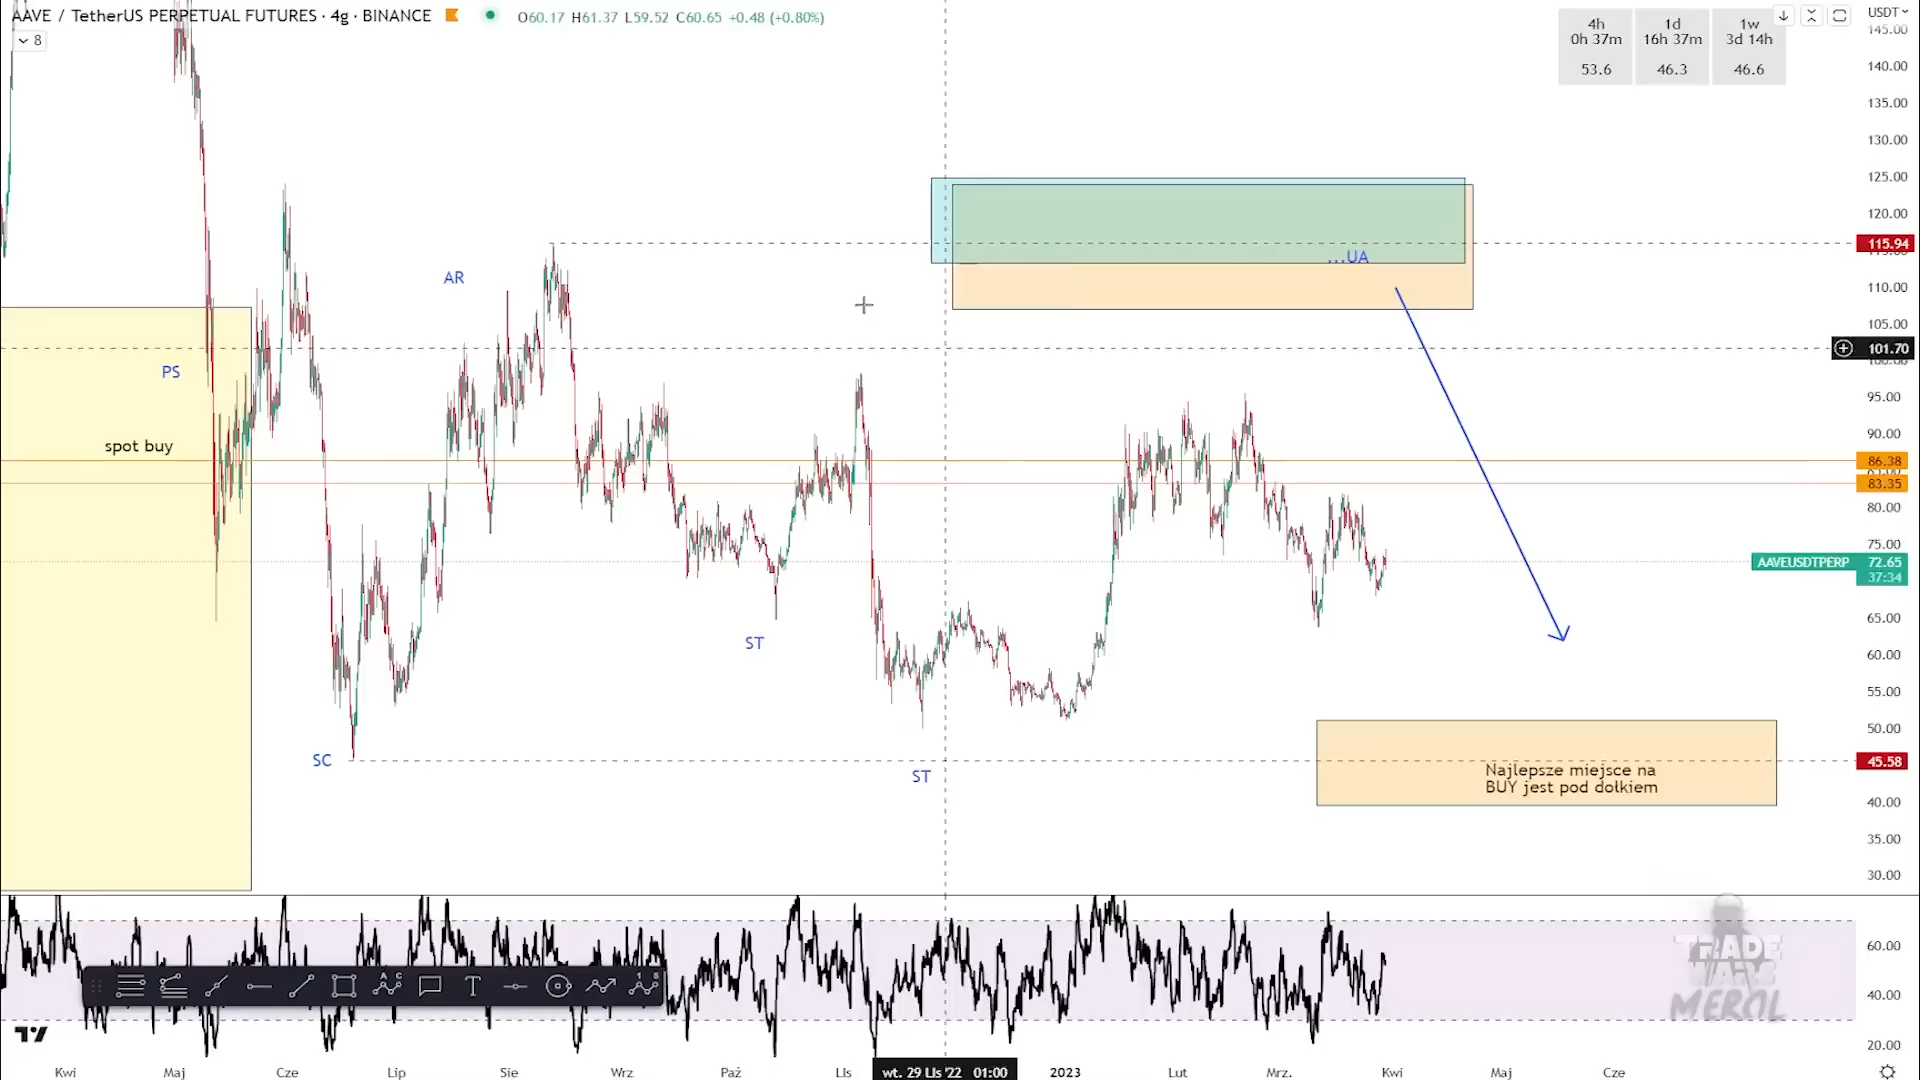 AAVE / TetherUS PERPETUAL FUTURES · 4g · BINANCE O60.17 H61.37 L59.52 C60.65 +0.48 (+0.80%)
8
4h 1d 1w
0h 37m 16h 37m 3d 14h
53.6 46.3 46.6
USDT
145.00
140.00
135.00
130.00
125.00
120.00
115.94
110.00
105.00
101.70
95.00
90.00
86.38
83.35
80.00
75.00
AAVEUSDTPERP 72.65
37:34
65.00
60.00
55.00
50.00
45.58
40.00
35.00
30.00
...UA
AR
PS
spot buy
ST
SC
ST
Najlepsze miejsce na
BUY jest pod dołkiem
60.00
40.00
20.00
TRADE
MEROL
Kwi Maj Cze Lip Sie Wrz Paź LIs wt. 29 LIs '22 01:00 2023 Lut Mrz. Kwi Maj Cze